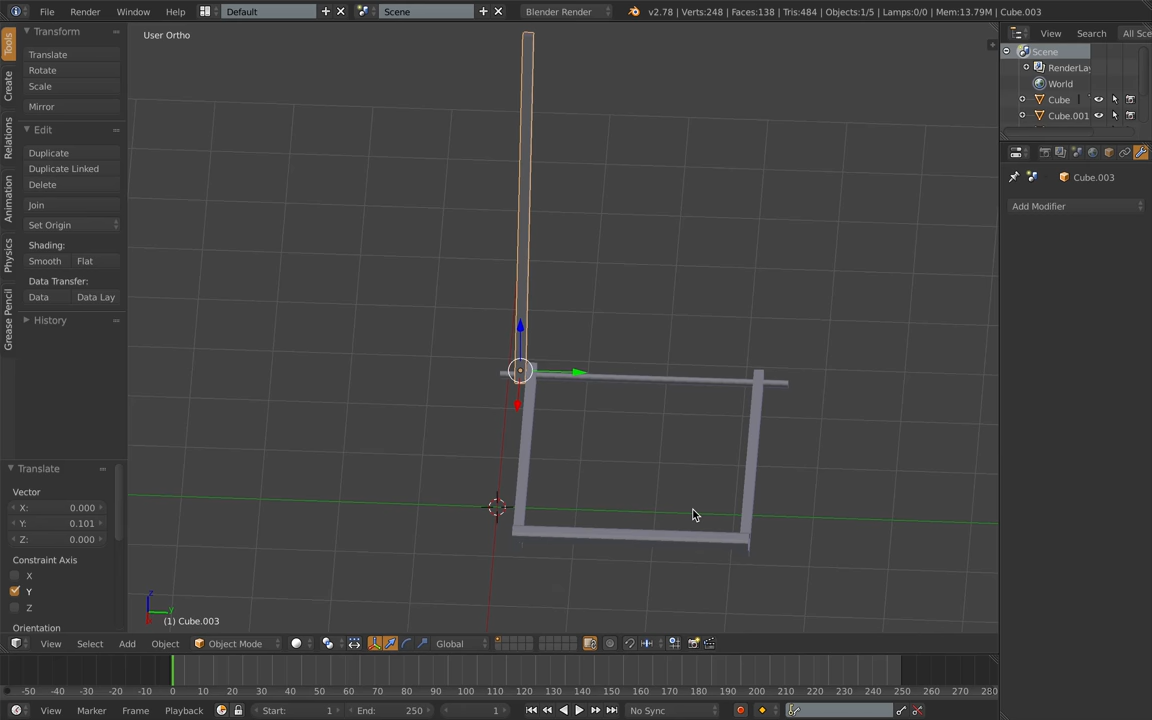 File Render Window Help Default Scene Blender Render v2.78 | Verts:248 | Faces:138 | Tris:484 | Objects:1/5 | Lamps:0/0 | Mem:13.79M | Cube.003
Tools
Create
Relations
Animation
Physics
Grease Pencil
Transform
Translate
Rotate
Scale
Mirror
Edit
Duplicate
Duplicate Linked
Delete
Join
Set Origin
Shading:
Smooth Flat
Data Transfer:
Data Data Lay
History
Translate
Vector
X: 0.000
Y: 0.101
Z: 0.000
Constraint Axis
X
Y
Z
Orientation
User Ortho
z
y
(1) Cube.003
View Search All Sce
Scene
RenderLay
World
Cube
Cube.001
Cube.003
Add Modifier
View Select Add Object Object Mode Global
-50 -40 -30 -20 -10 0 10 20 30 40 50 60 70 80 90 100 110 120 130 140 150 160 170 180 190 200 210 220 230 240 250 260 270 280
View Marker Frame Playback Start: 1 End: 250 1 No Sync